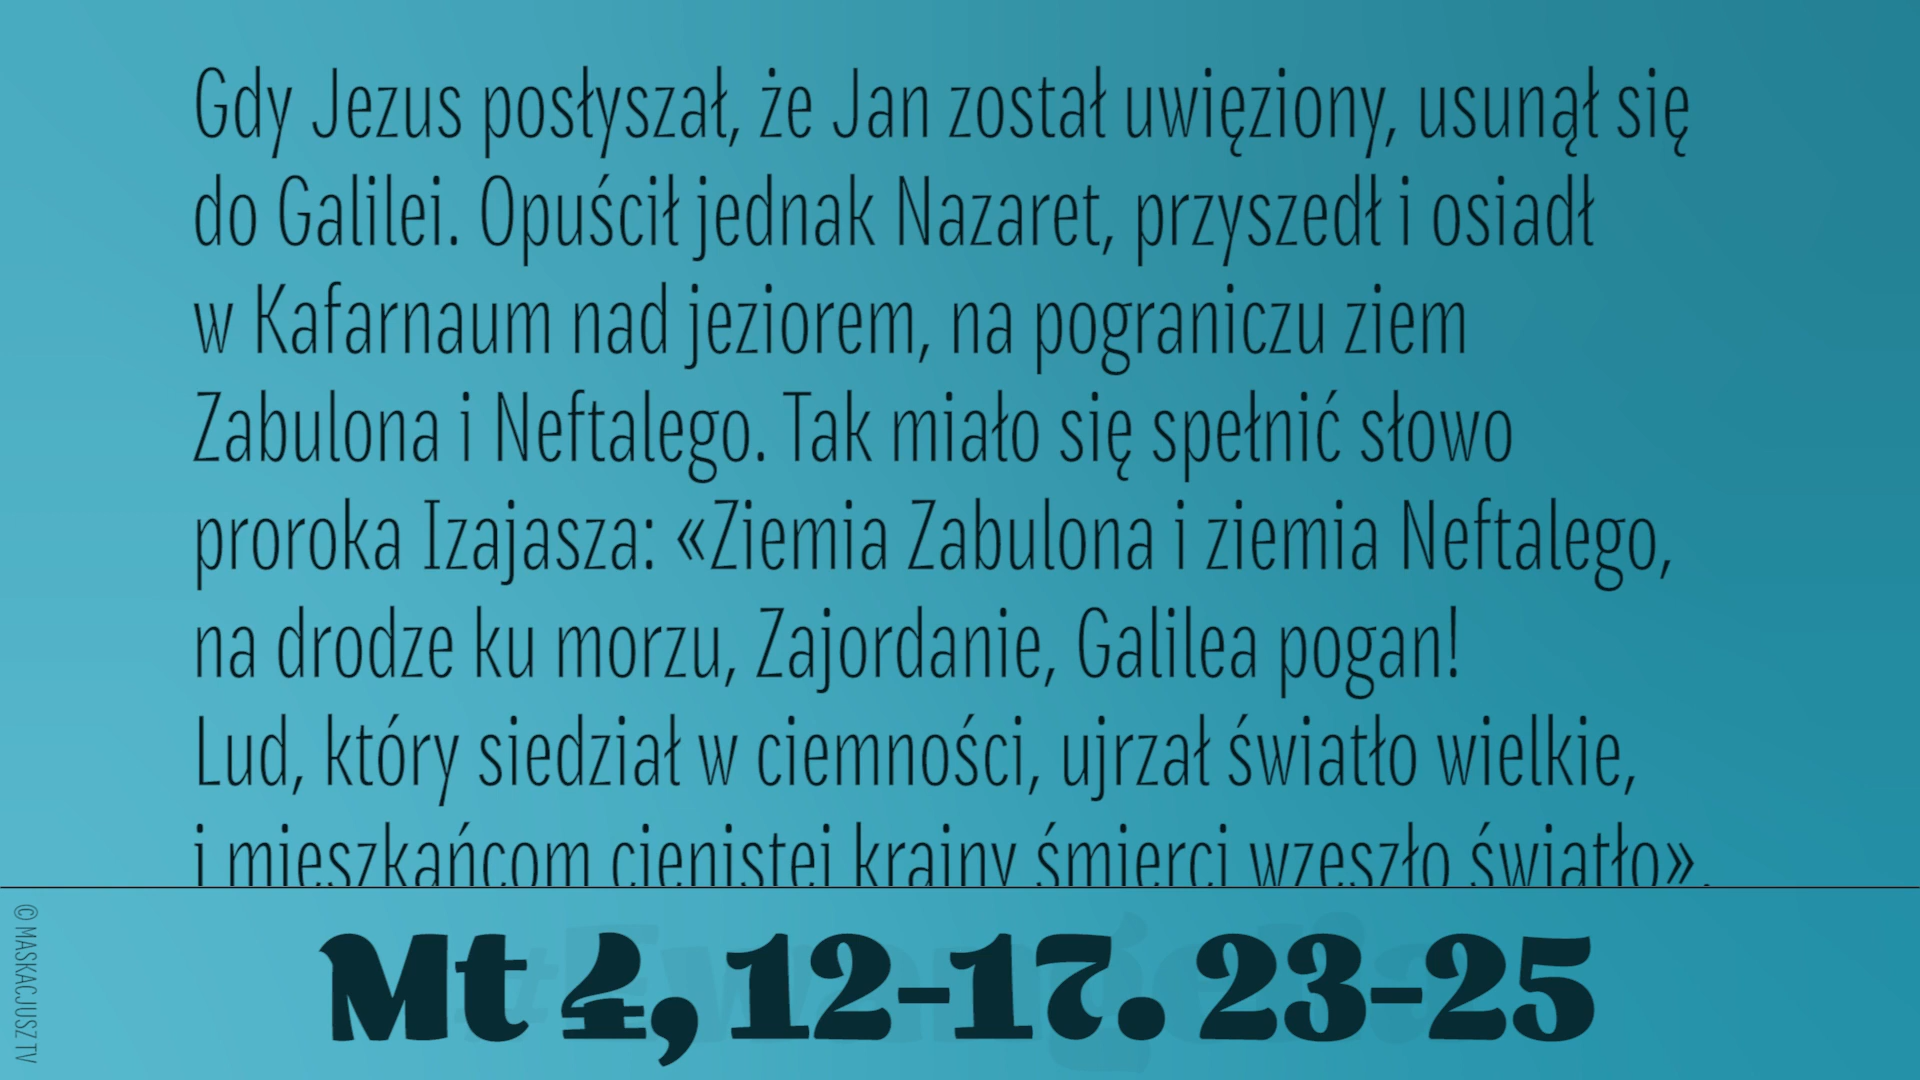 Gdy Jezus posłyszał, że Jan został uwięziony, usunął się
do Galilei. Opuścił jednak Nazaret, przyszedł i osiadł
w Kafarnaum nad jeziorem, na pograniczu ziem
Zabulona i Neftalego. Tak miało się spełnić słowo
proroka Izajasza: «Ziemia Zabulona i ziemia Neftalego,
na drodze ku morzu, Zajordanie, Galilea pogan!
Lud, który siedział w ciemności, ujrzał światło wielkie,
i mieszkańcom cienistej krainy śmierci wzeszło światło».
Mt 4, 12-17. 23-25
© MASKACJUSZ TV